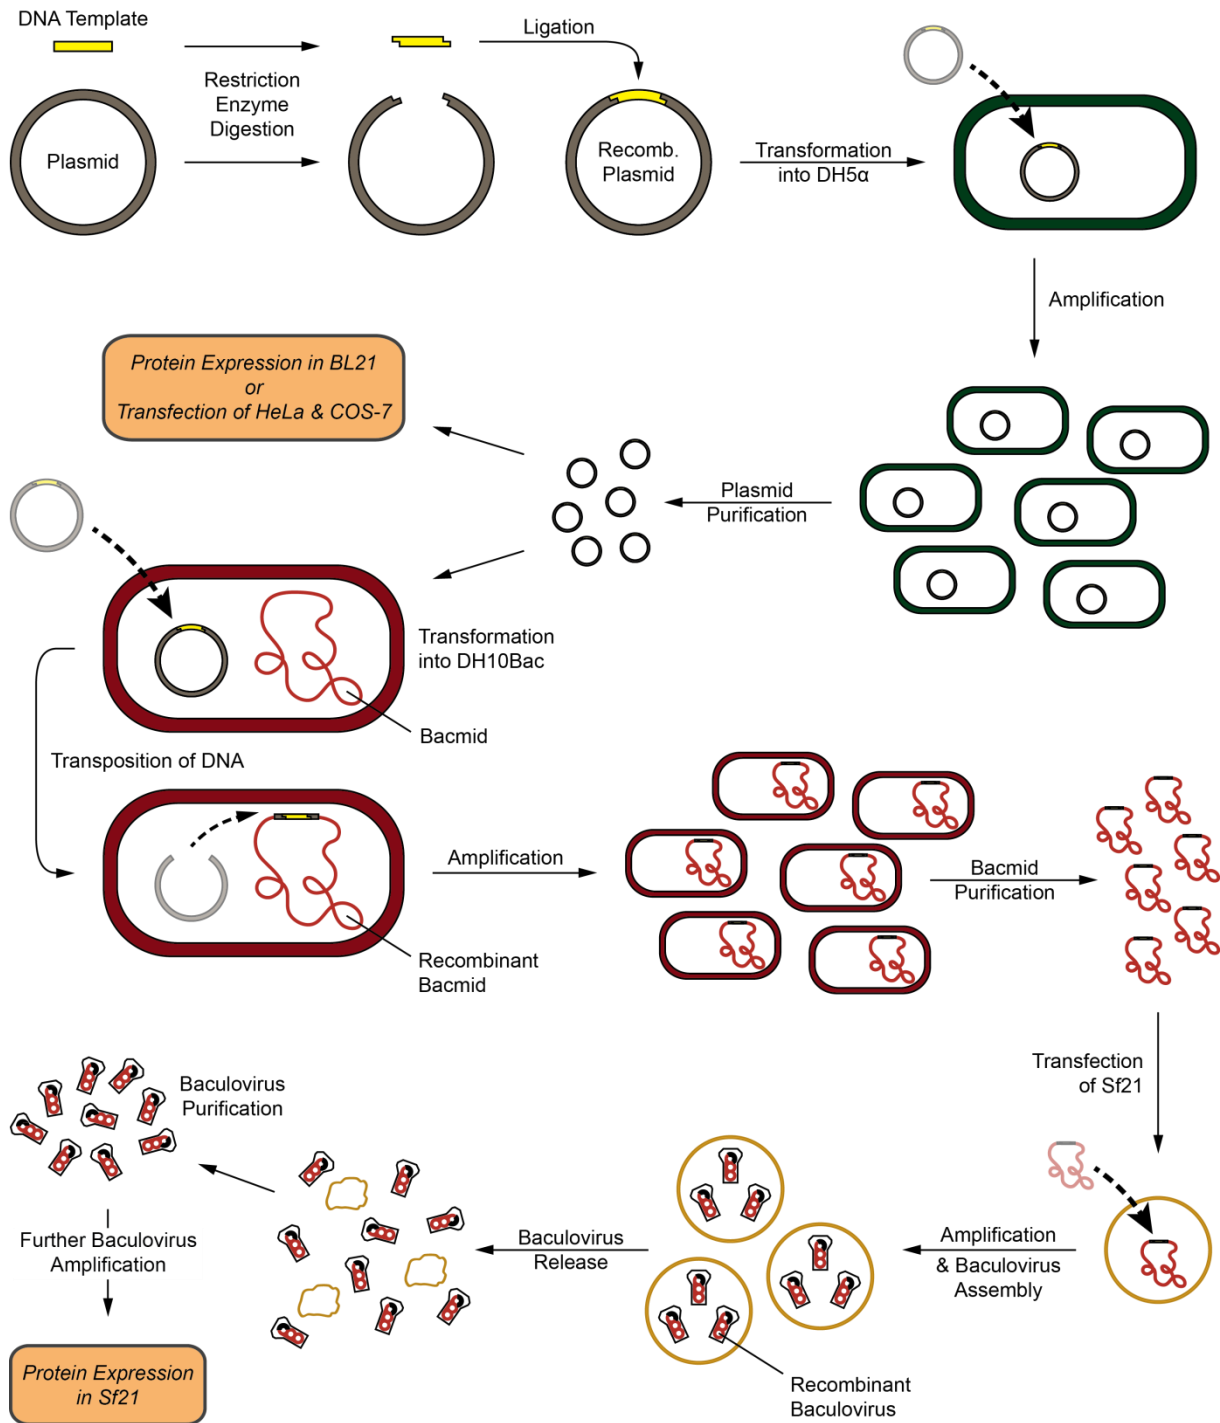 DNA Template
Restriction
Enzyme
Digestion
Ligation
Plasmid
Recomb.
Plasmid
Transformation
into DH5α
Amplification
Protein Expression in BL21
or
Transfection of HeLa & COS-7
Plasmid
Purification
Transformation
into DH10Bac
Bacmid
Transposition of DNA
Amplification
Bacmid
Purification
Recombinant
Bacmid
Transfection
of Sf21
Baculovirus
Purification
Further Baculovirus
Amplification
Baculovirus
Release
Amplification
& Baculovirus
Assembly
Protein Expression
in Sf21
Recombinant
Baculovirus